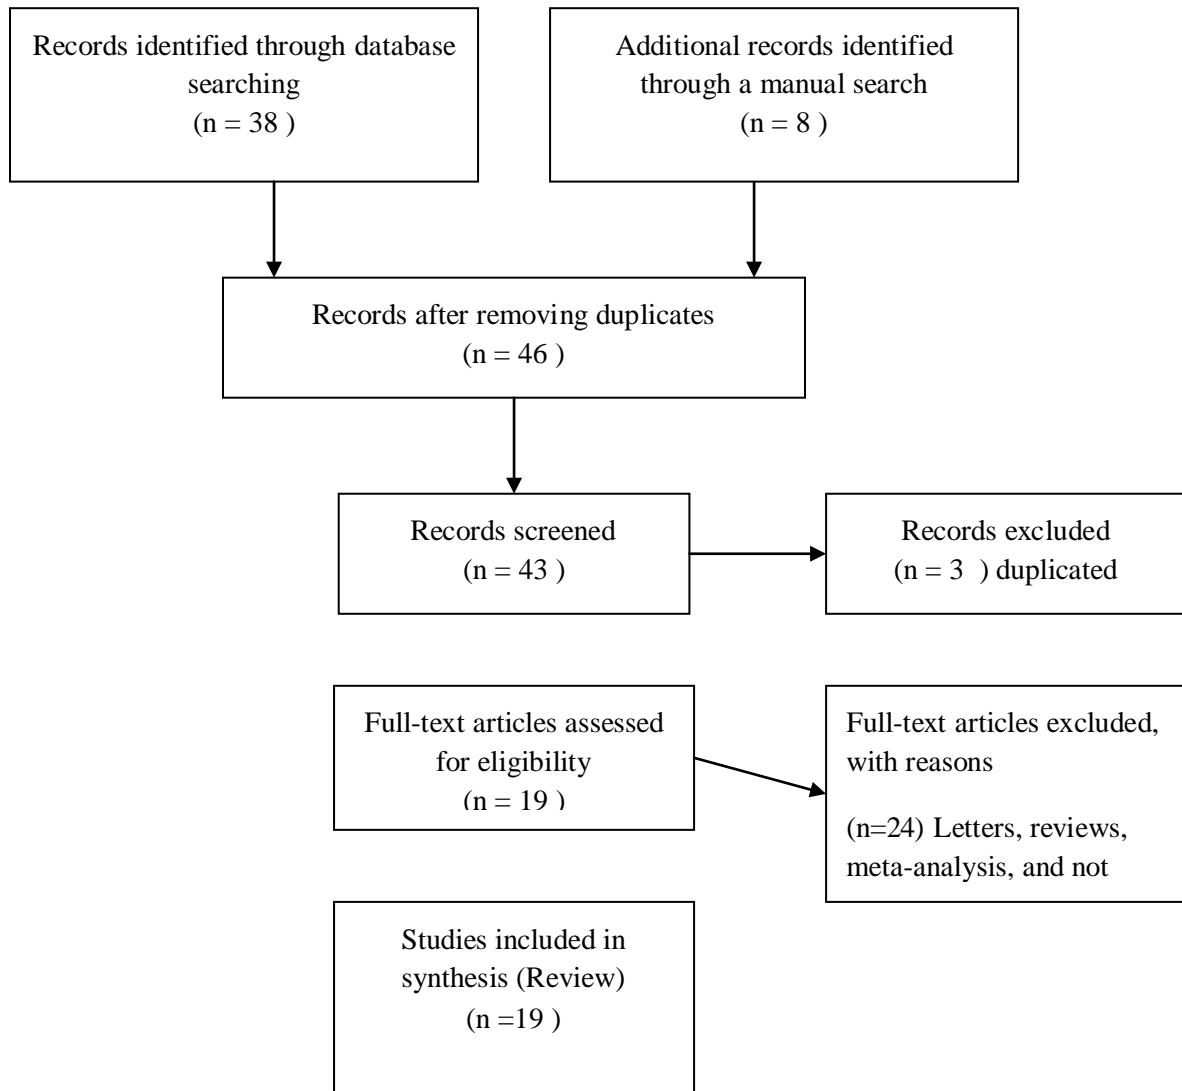 Records identified through database
searching
(n = 38 )
Additional records identified
through a manual search
(n = 8 )
Records after removing duplicates
(n = 46 )
Records screened
(n = 43 )
Records excluded
(n = 3  ) duplicated
Full-text articles assessed
for eligibility
(n = 19 )
Full-text articles excluded,
with reasons
(n=24) Letters, reviews,
meta-analysis, and not
Studies included in
synthesis (Review)
(n =19 )